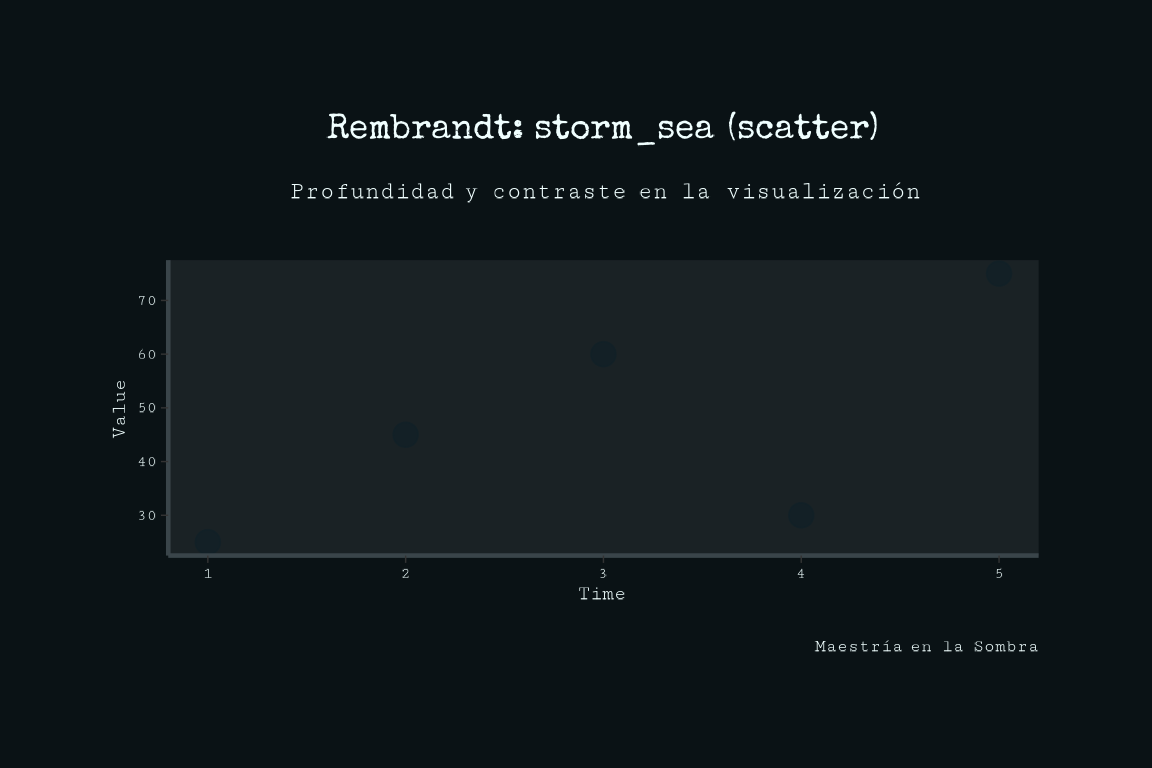 Rembrandt: storm_sea (scatter)
Profundidad y contraste en la visualización
70
60
50
40
30
Value
1 2 3 4 5
Time
Maestría en la Sombra